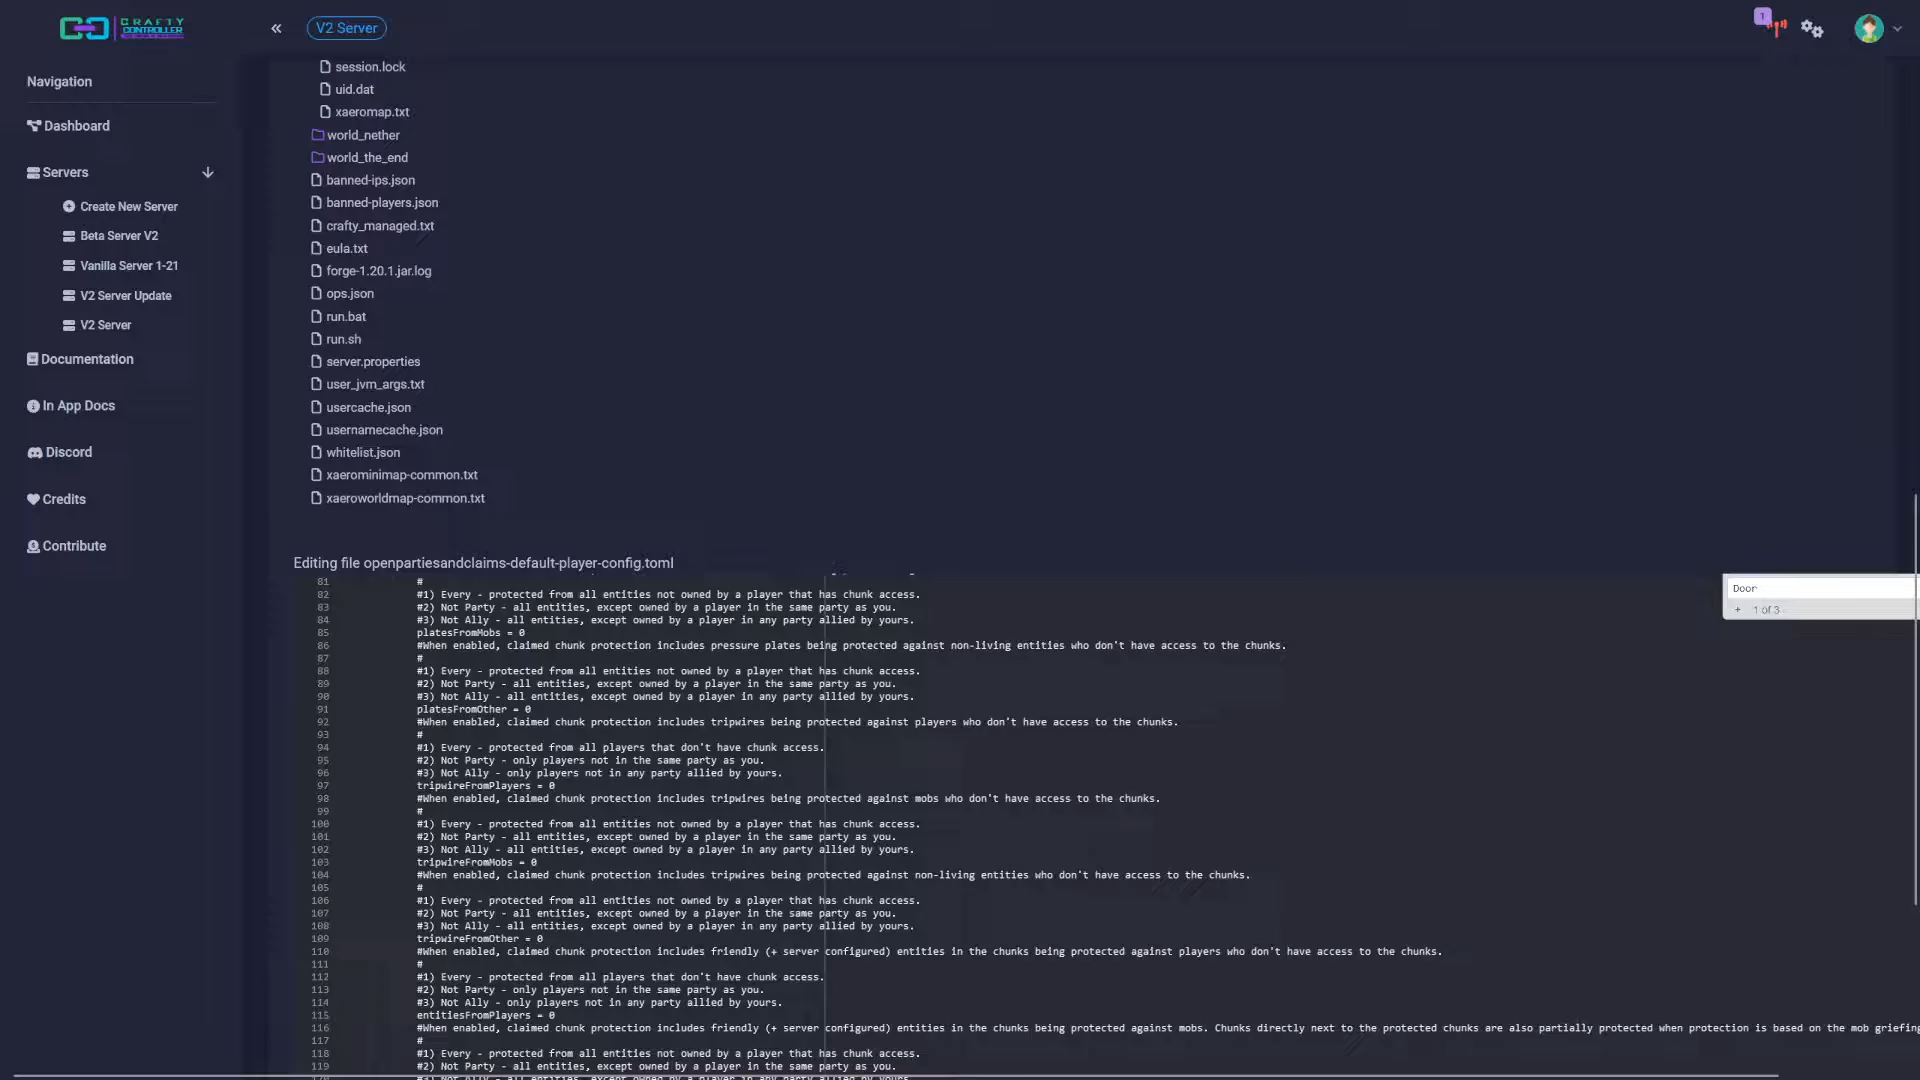 CRAFTY
CONTROLLER
V2 Server
1
Navigation
Dashboard
Servers
Create New Server
Beta Server V2
Vanilla Server 1-21
V2 Server Update
V2 Server
Documentation
In App Docs
Discord
Credits
Contribute
session.lock
uid.dat
xaeromap.txt
world_nether
world_the_end
banned-ips.json
banned-players.json
crafty_managed.txt
eula.txt
forge-1.20.1.jar.log
ops.json
run.bat
run.sh
server.properties
user_jvm_args.txt
usercache.json
usernamecache.json
whitelist.json
xaerominimap-common.txt
xaeroworldmap-common.txt
Editing file openpartiesandclaims-default-player-config.toml
Door
+ 1 of 3
81 #
82 #1) Every - protected from all entities not owned by a player that has chunk access.
83 #2) Not Party - all entities, except owned by a player in the same party as you.
84 #3) Not Ally - all entities, except owned by a player in any party allied by yours.
85 platesFromMobs = 0
86 #When enabled, claimed chunk protection includes pressure plates being protected against non-living entities who don't have access to the chunks.
87 #
88 #1) Every - protected from all entities not owned by a player that has chunk access.
89 #2) Not Party - all entities, except owned by a player in the same party as you.
90 #3) Not Ally - all entities, except owned by a player in any party allied by yours.
91 platesFromOther = 0
92 #When enabled, claimed chunk protection includes tripwires being protected against players who don't have access to the chunks.
93 #
94 #1) Every - protected from all players that don't have chunk access.
95 #2) Not Party - only players not in the same party as you.
96 #3) Not Ally - only players not in any party allied by yours.
97 tripwireFromPlayers = 0
98 #When enabled, claimed chunk protection includes tripwires being protected against mobs who don't have access to the chunks.
99 #
100 #1) Every - protected from all entities not owned by a player that has chunk access.
101 #2) Not Party - all entities, except owned by a player in the same party as you.
102 #3) Not Ally - all entities, except owned by a player in any party allied by yours.
103 tripwireFromMobs = 0
104 #When enabled, claimed chunk protection includes tripwires being protected against non-living entities who don't have access to the chunks.
105 #
106 #1) Every - protected from all entities not owned by a player that has chunk access.
107 #2) Not Party - all entities, except owned by a player in the same party as you.
108 #3) Not Ally - all entities, except owned by a player in any party allied by yours.
109 tripwireFromOther = 0
110 #When enabled, claimed chunk protection includes friendly (+ server configured) entities in the chunks being protected against players who don't have access to the chunks.
111 #
112 #1) Every - protected from all players that don't have chunk access.
113 #2) Not Party - only players not in the same party as you.
114 #3) Not Ally - only players not in any party allied by yours.
115 entitiesFromPlayers = 0
116 #When enabled, claimed chunk protection includes friendly (+ server configured) entities in the chunks being protected against mobs. Chunks directly next to the protected chunks are also partially protected when protection is based on the mob griefing
117 #
118 #1) Every - protected from all entities not owned by a player that has chunk access.
119 #2) Not Party - all entities, except owned by a player in the same party as you.